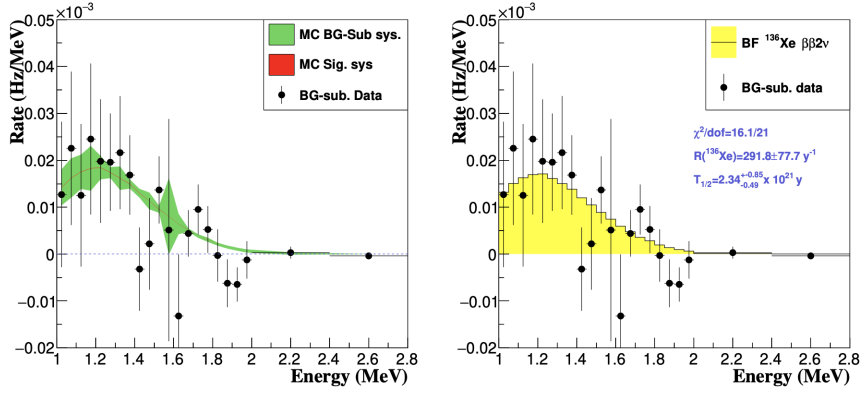 ×10⁻³
0.05
0.04
0.03
0.02
0.01
0
−0.01
−0.02
Rate (Hz/MeV)
MC BG-Sub sys.
MC Sig. sys
BG-sub. Data
1 1.2 1.4 1.6 1.8 2 2.2 2.4 2.6 2.8
Energy (MeV)
×10⁻³
0.05
0.04
0.03
0.02
0.01
0
−0.01
−0.02
Rate (Hz/MeV)
BF ¹³⁶Xe ββ2ν
BG-sub. data
χ²/dof=16.1/21
R(¹³⁶Xe)=291.8±77.7 y⁻¹
T₁/₂=2.34⁺⁻⁰·⁸⁵₋₀.₄₉ x 10²¹ y
1 1.2 1.4 1.6 1.8 2 2.2 2.4 2.6 2.8
Energy (MeV)